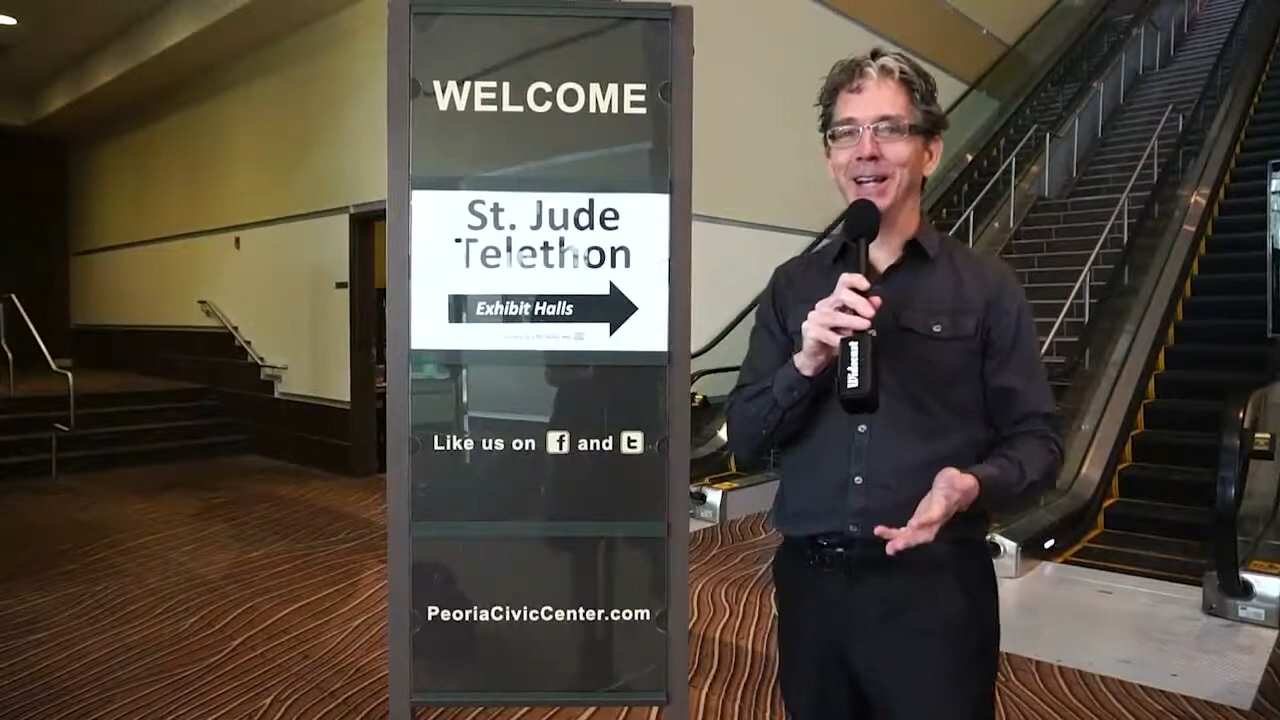 WELCOME
St. Jude
Telethon
Exhibit Halls
Like us on f and t
PeoriaCivicCenter.com